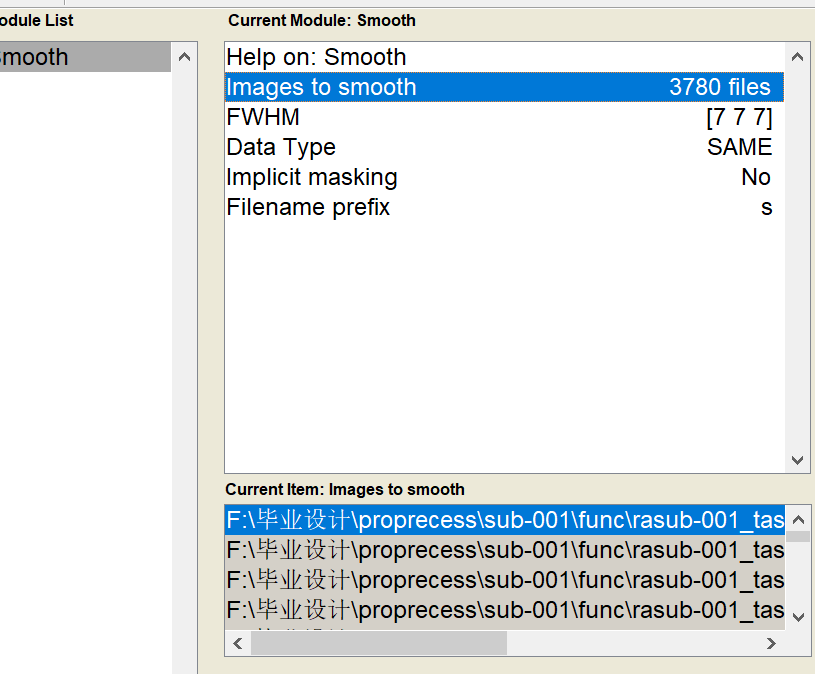 odule List
Current Module: Smooth
Smooth
Help on: Smooth
Images to smooth 3780 files
FWHM [7 7 7]
Data Type SAME
Implicit masking No
Filename prefix s
Current Item: Images to smooth
F:\毕业设计\proprecess\sub-001\func\rasub-001_tas
F:\毕业设计\proprecess\sub-001\func\rasub-001_tas
F:\毕业设计\proprecess\sub-001\func\rasub-001_tas
F:\毕业设计\proprecess\sub-001\func\rasub-001_tas